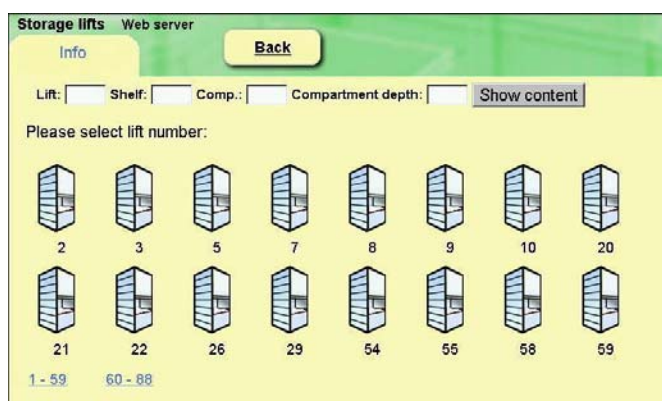 Storage lifts Web server
Info
Back
Lift: Shelf: Comp.: Compartment depth: Show content
Please select lift number:
2 3 5 7 8 9 10 20
21 22 26 29 54 55 58 59
1 - 59 60 - 88